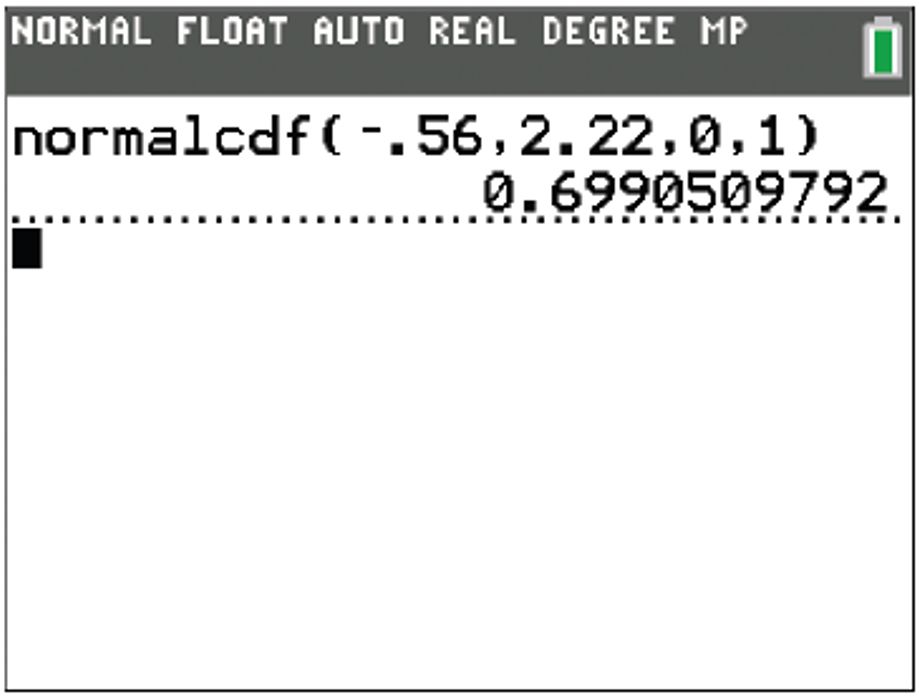 NORMAL FLOAT AUTO REAL DEGREE MP
normalcdf(⁻.56,2.22,0,1)
0.6990509792